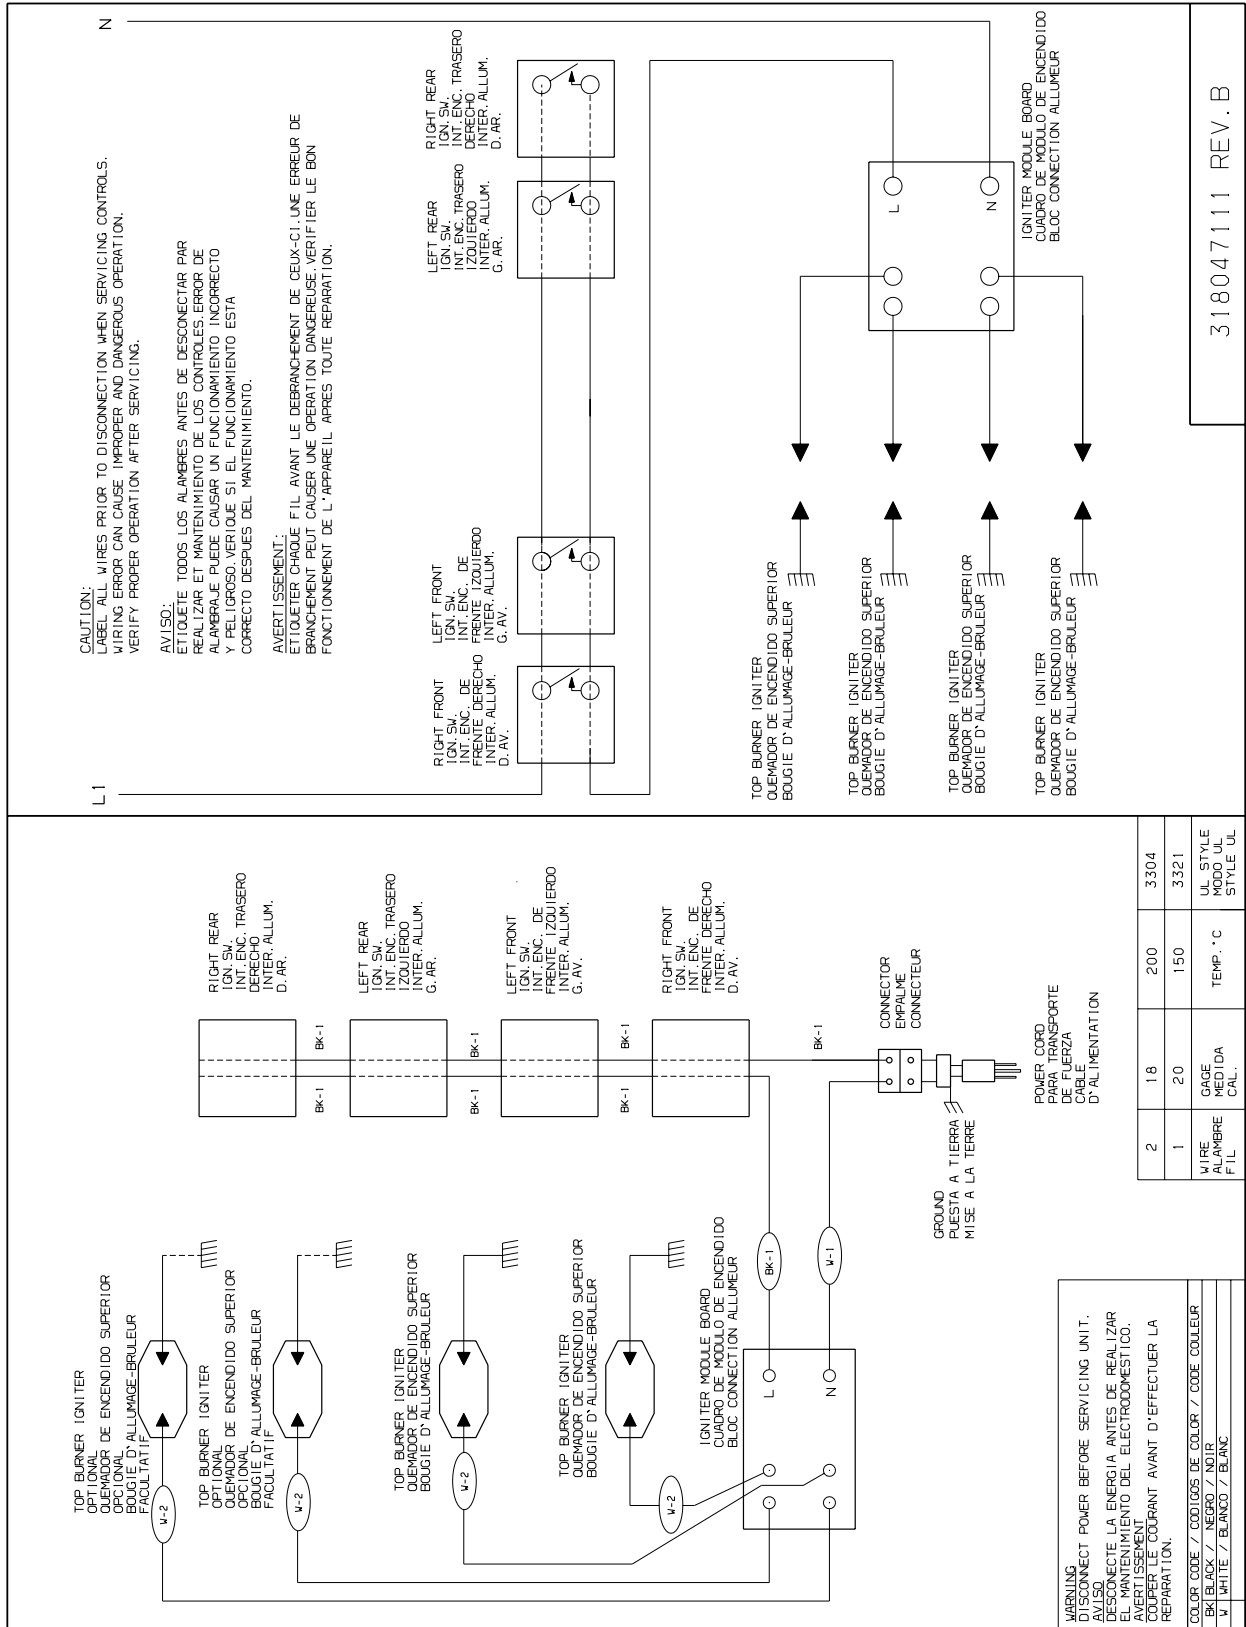 CAUTION:
LABEL ALL WIRES PRIOR TO DISCONNECTION WHEN SERVICING CONTROLS.
WIRING ERROR CAN CAUSE IMPROPER AND DANGEROUS OPERATION.
VERIFY PROPER OPERATION AFTER SERVICING.
AVISO:
ETIQUETE TODOS LOS ALAMBRES ANTES DE DESCONECTAR PAR
REALIZAR ET MANTENIMIENTO DE LOS CONTROLES.ERROR DE
ALAMBRAJE PUEDE CAUSAR UN FUNCIONAMIENTO INCORRECTO
Y PELIGROSO.VERIQUE SI EL FUNCIONAMIENTO ESTA
CORRECTO DESPUES DEL MANTENIMIENTO.
AVERTISSEMENT:
ETIQUETER CHAQUE FIL AVANT LE DEBRANCHEMENT DE CEUX-CI.UNE ERREUR DE
BRANCHEMENT PEUT CAUSER UNE OPERATION DANGEREUSE.VERIFIER LE BON
FONCTIONNEMENT DE L'APPAREIL APRES TOUTE REPARATION.
L1
N
RIGHT FRONT
IGN. SW.
INT. ENC. DE
FRENTE DERECHO
INTER. ALLUM.
D. AV.
LEFT FRONT
IGN. SW.
INT. ENC. DE
FRENTE IZQUIERDO
INTER. ALLUM.
G. AV.
LEFT REAR
IGN. SW.
INT. ENC. TRASERO
IZQUIERDO
INTER. ALLUM.
G. AR.
RIGHT REAR
IGN. SW.
INT. ENC. TRASERO
DERECHO
INTER. ALLUM.
D. AR.
L
N
IGNITER MODULE BOARD
CUADRO DE MODULO DE ENCENDIDO
BLOC CONNECTION ALLUMEUR
TOP BURNER IGNITER
QUEMADOR DE ENCENDIDO SUPERIOR
BOUGIE D'ALLUMAGE-BRULEUR
TOP BURNER IGNITER
QUEMADOR DE ENCENDIDO SUPERIOR
BOUGIE D'ALLUMAGE-BRULEUR
TOP BURNER IGNITER
QUEMADOR DE ENCENDIDO SUPERIOR
BOUGIE D'ALLUMAGE-BRULEUR
TOP BURNER IGNITER
QUEMADOR DE ENCENDIDO SUPERIOR
BOUGIE D'ALLUMAGE-BRULEUR
318047111 REV. B
TOP BURNER IGNITER
OPTIONAL
QUEMADOR DE ENCENDIDO SUPERIOR
OPCIONAL
BOUGIE D'ALLUMAGE-BRULEUR
FACULTATIF
W-2
TOP BURNER IGNITER
OPTIONAL
QUEMADOR DE ENCENDIDO SUPERIOR
OPCIONAL
BOUGIE D'ALLUMAGE-BRULEUR
FACULTATIF
W-2
TOP BURNER IGNITER
QUEMADOR DE ENCENDIDO SUPERIOR
BOUGIE D'ALLUMAGE-BRULEUR
W-2
TOP BURNER IGNITER
QUEMADOR DE ENCENDIDO SUPERIOR
BOUGIE D'ALLUMAGE-BRULEUR
W-2
IGNITER MODULE BOARD
CUADRO DE MODULO DE ENCENDIDO
BLOC CONNECTION ALLUMEUR
L
N
BK-1
W-1
RIGHT REAR
IGN. SW.
INT. ENC. TRASERO
DERECHO
INTER. ALLUM.
D. AR.
BK-1
BK-1
LEFT REAR
IGN. SW.
INT. ENC. TRASERO
IZQUIERDO
INTER. ALLUM.
G. AR.
BK-1
BK-1
LEFT FRONT
IGN. SW.
INT. ENC. DE
FRENTE IZQUIERDO
INTER. ALLUM.
G. AV.
BK-1
BK-1
RIGHT FRONT
IGN. SW.
INT. ENC. DE
FRENTE DERECHO
INTER. ALLUM.
D. AV.
BK-1
CONNECTOR
EMPALME
CONNECTEUR
GROUND
PUESTA A TIERRA
MISE A LA TERRE
POWER CORD
PARA TRANSPORTE
DE FUERZA
CABLE
D'ALIMENTATION
WARNING
DISCONNECT POWER BEFORE SERVICING UNIT.
AVISO
DESCONECTE LA ENERGIA ANTES DE REALIZAR
EL MANTENIMIENTO DEL ELECTRODOMESTICO.
AVERTISSEMENT
COUPER LE COURANT AVANT D'EFFECTUER LA
REPARATION.
COLOR CODE / CODIGOS DE COLOR / CODE COULEUR
BK BLACK / NEGRO / NOIR
W WHITE / BLANCO / BLANC
2 18 200 3304
1 20 150 3321
WIRE GAGE TEMP.°C UL STYLE
ALAMBRE MEDIDA MODO UL
FIL CAL. STYLE UL